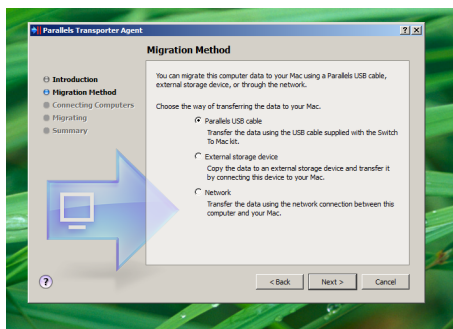 Parallels Transporter Agent
Migration Method
Introduction
Migration Method
Connecting Computers
Migrating
Summary
You can migrate this computer data to your Mac using a Parallels USB cable,
external storage device, or through the network.
Choose the way of transferring the data to your Mac.
Parallels USB cable
Transfer the data using the USB cable supplied with the Switch
To Mac kit.
External storage device
Copy the data to an external storage device and transfer it
by connecting this device to your Mac.
Network
Transfer the data using the network connection between this
computer and your Mac.
?
< Back
Next >
Cancel